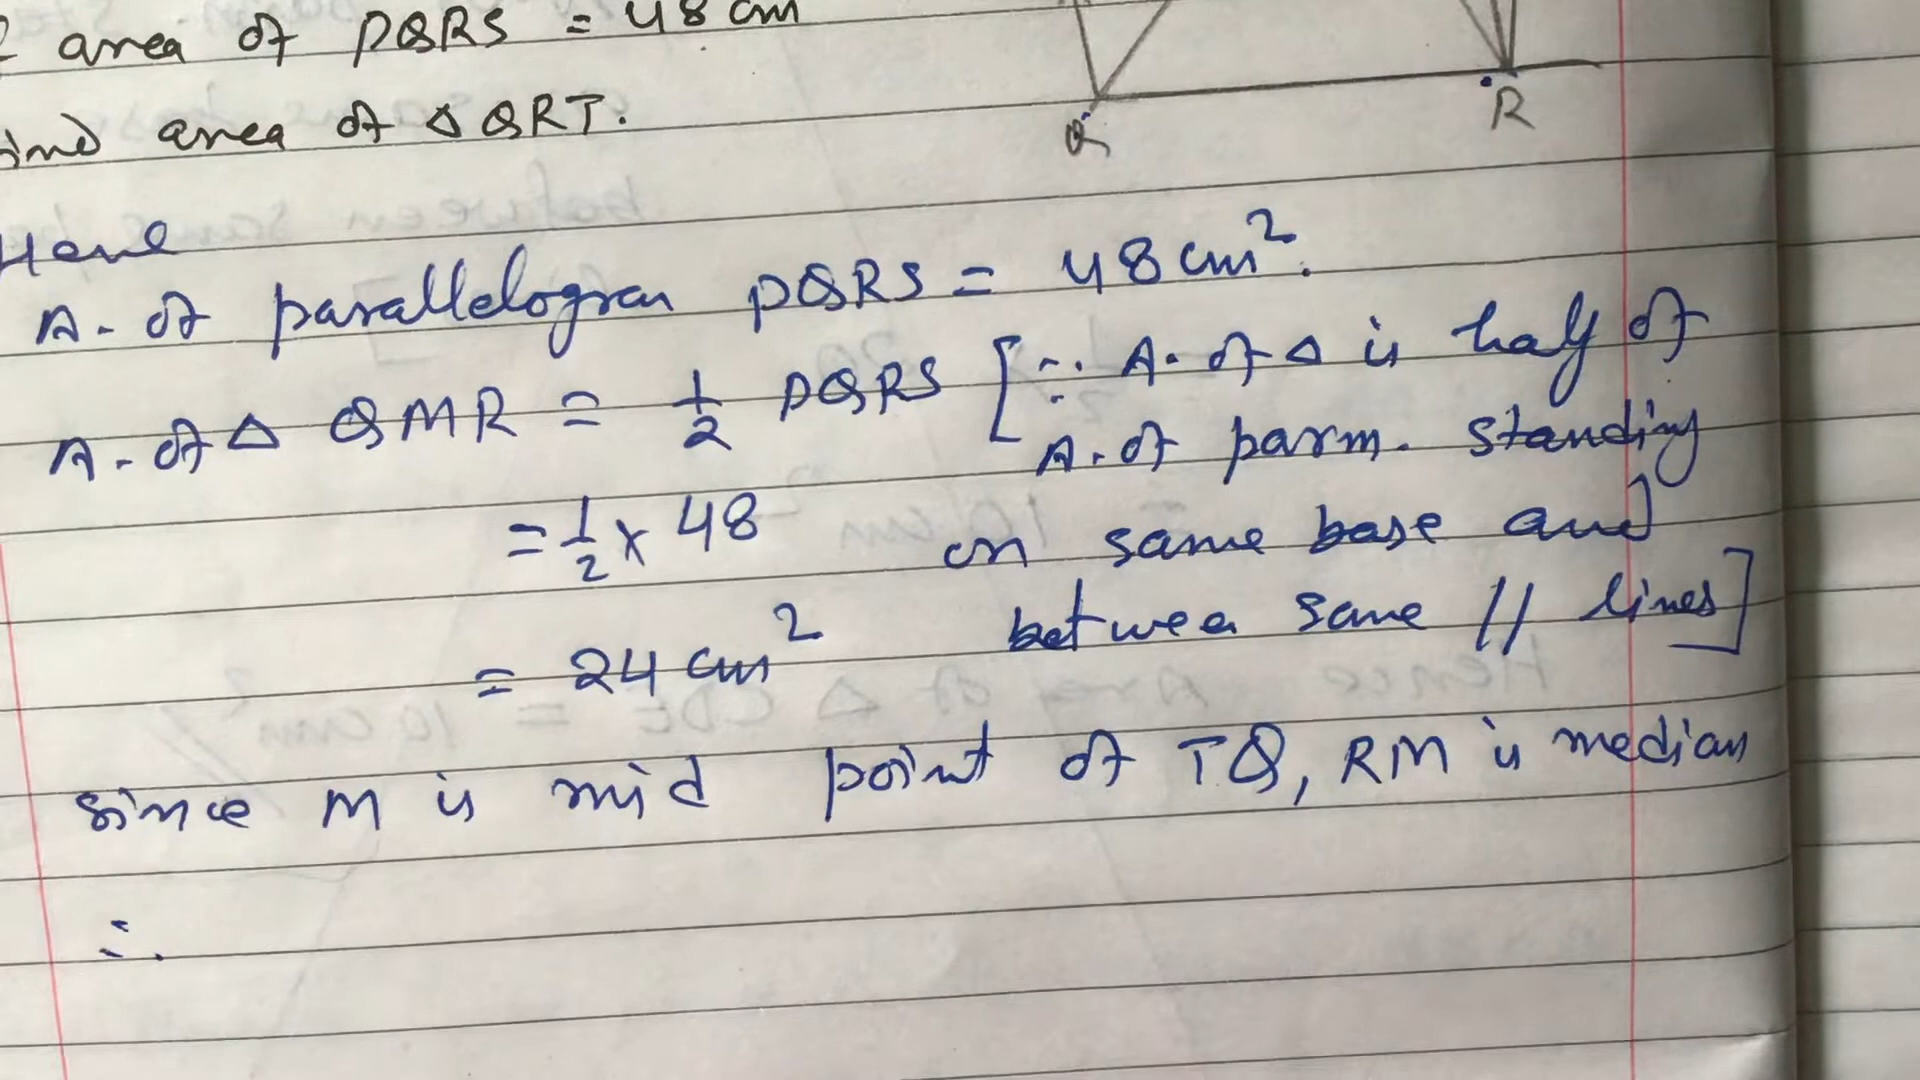 area of PQRS = 48 cm
area of △ QRT.
Q
R
Here
A. of parallelogram PQRS = 48 cm².
A. of △ QMR = 1/2 PQRS [∵ A. of △ is half of
A. of parm. standing
= 1/2 × 48 on same base and
= 24 cm² between same // lines]
since M is mid point of TQ, RM is median
∴